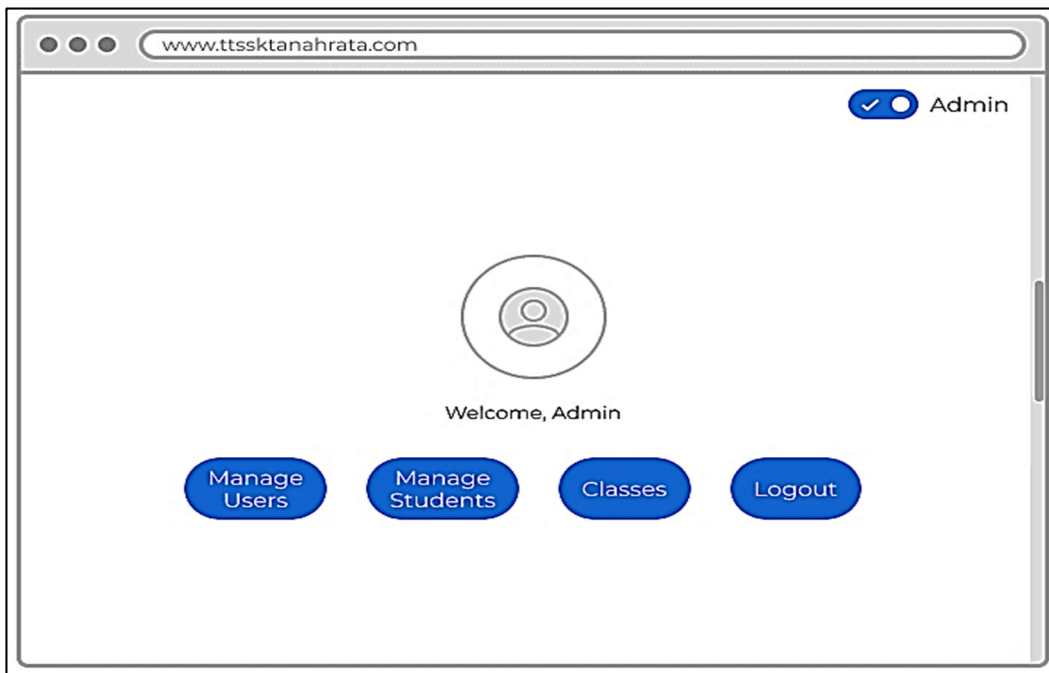 www.ttssktanahrata.com
Admin
Welcome, Admin
Manage
Users
Manage
Students
Classes
Logout